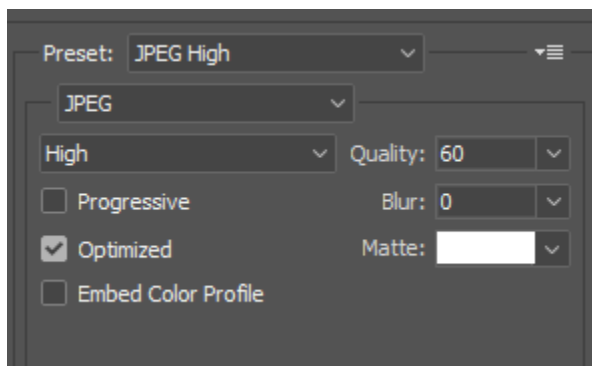 Preset: JPEG High
JPEG
High Quality: 60
Progressive Blur: 0
Optimized Matte:
Embed Color Profile